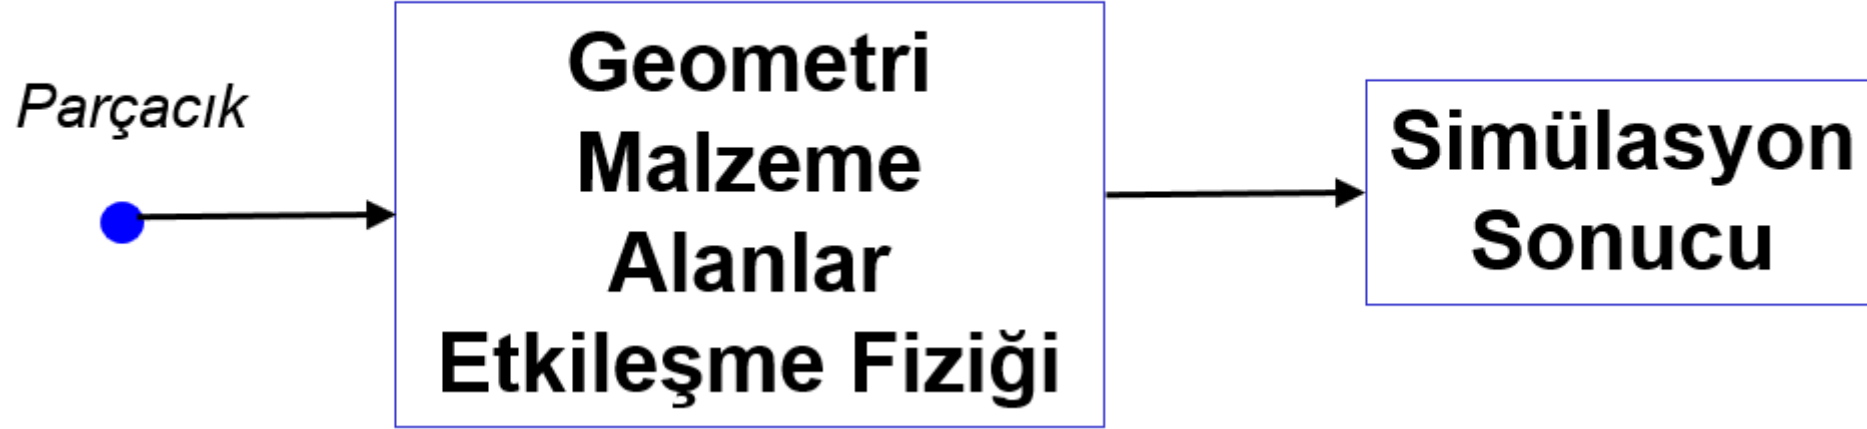 Parçacık
Geometri
Malzeme
Alanlar
Etkileşme Fiziği
Simülasyon
Sonucu